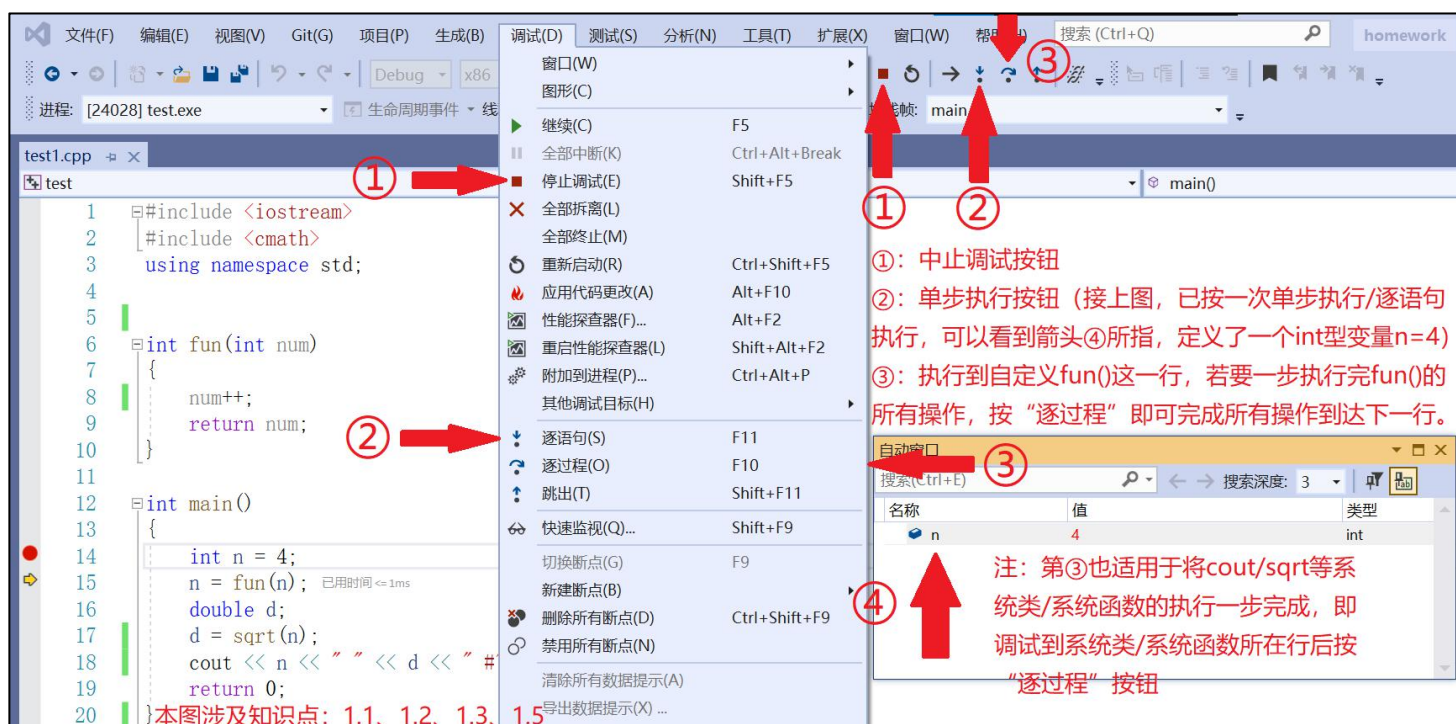 文件(F) 编辑(E) 视图(V) Git(G) 项目(P) 生成(B) 调试(D) 测试(S) 分析(N) 工具(T) 扩展(X) 窗口(W) 搜索 (Ctrl+Q) homework
Debug x86
③
进程: [24028] test.exe 生命周期事件 main
test1.cpp
test main()
窗口(W)
图形(C)
继续(C) F5
全部中断(K) Ctrl+Alt+Break
① 停止调试(E) Shift+F5
全部拆离(L)
全部终止(M)
重新启动(R) Ctrl+Shift+F5
应用代码更改(A) Alt+F10
性能探查器(F)... Alt+F2
重启性能探查器(L) Shift+Alt+F2
附加到进程(P)... Ctrl+Alt+P
其他调试目标(H)
② 逐语句(S) F11
逐过程(O) F10 ③
跳出(T) Shift+F11
快速监视(Q)... Shift+F9
切换断点(G) F9
新建断点(B)
删除所有断点(D) Ctrl+Shift+F9
禁用所有断点(N)
清除所有数据提示(A)
导出数据提示(X) ...
1 #include <iostream>
2 #include <cmath>
3 using namespace std;
4
5
6 int fun(int num)
7 {
8 num++;
9 return num;
10 }
11
12 int main()
13 {
14 int n = 4;
15 n = fun(n); 已用时间 <= 1ms
16 double d;
17 d = sqrt(n);
18 cout << n << " " << d << " #
19 return 0;
20 }本图涉及知识点：1.1、1.2、1.3、1.5
① ②
①：中止调试按钮
②：单步执行按钮（接上图，已按一次单步执行/逐语句
执行，可以看到箭头④所指，定义了一个int型变量n=4）
③：执行到自定义fun()这一行，若要一步执行完fun()的
所有操作，按“逐过程”即可完成所有操作到达下一行。
自动窗口
搜索(Ctrl+E) 搜索深度: 3
名称 值 类型
n 4 int
④
注：第③也适用于将cout/sqrt等系
统类/系统函数的执行一步完成，即
调试到系统类/系统函数所在行后按
“逐过程”按钮